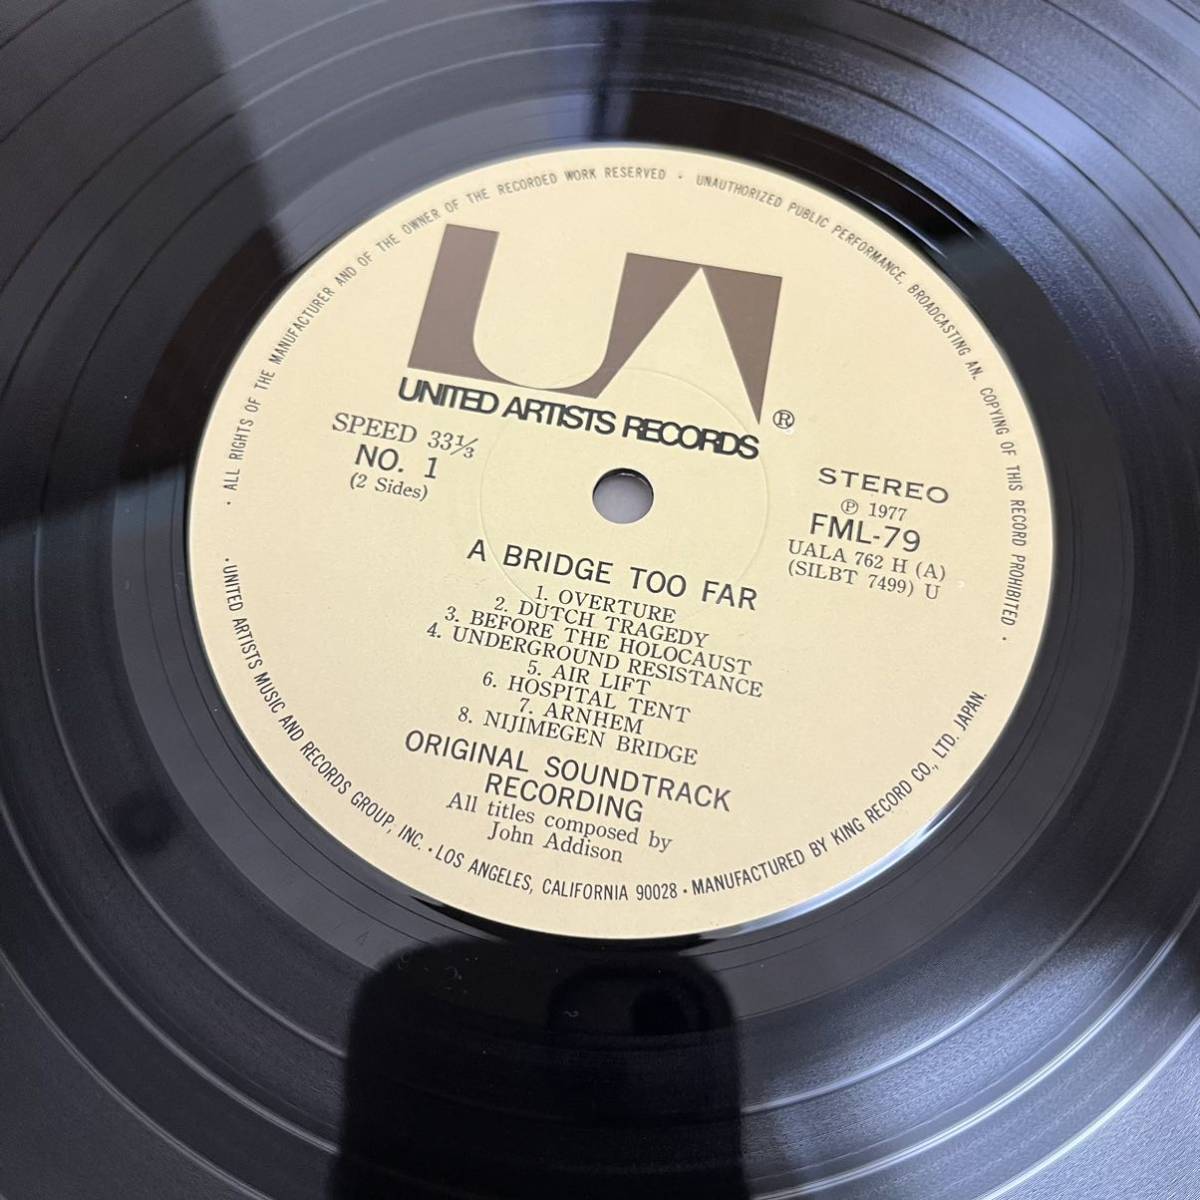 · ALL RIGHTS OF THE MANUFACTURER AND OF THE OWNER OF THE RECORDED WORK RESERVED · UNAUTHORIZED PUBLIC PERFORMANCE, BROADCASTING AN. COPYING OF THIS RECORD PROHIBITED ·
UA
UNITED ARTISTS RECORDS ®
SPEED 33⅓
NO. 1
(2 Sides)
STEREO
℗ 1977
FML-79
UALA 762 H (A)
(SILBT 7499) U
A BRIDGE TOO FAR
1. OVERTURE
2. DUTCH TRAGEDY
3. BEFORE THE HOLOCAUST
4. UNDERGROUND RESISTANCE
5. AIR LIFT
6. HOSPITAL TENT
7. ARNHEM
8. NIJIMEGEN BRIDGE
ORIGINAL SOUNDTRACK
RECORDING
All titles composed by
John Addison
· UNITED ARTISTS MUSIC AND RECORDS GROUP, INC. · LOS ANGELES, CALIFORNIA 90028 · MANUFACTURED BY KING RECORD CO., LTD. JAPAN.